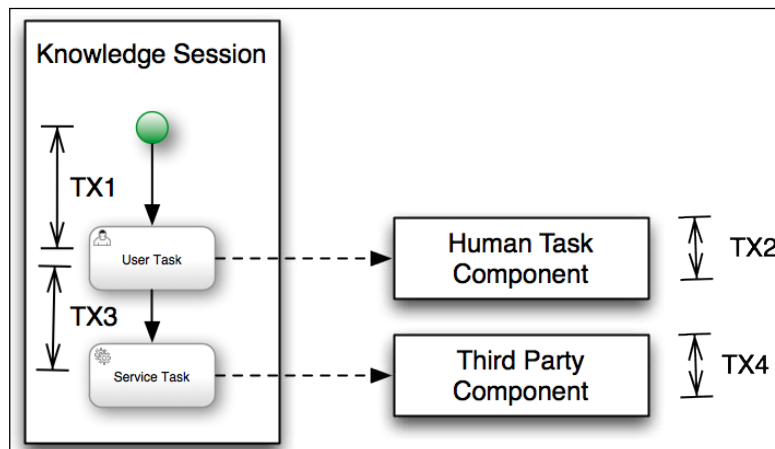 Knowledge Session
TX1
User Task
Human Task
Component
TX2
TX3
Service Task
Third Party
Component
TX4